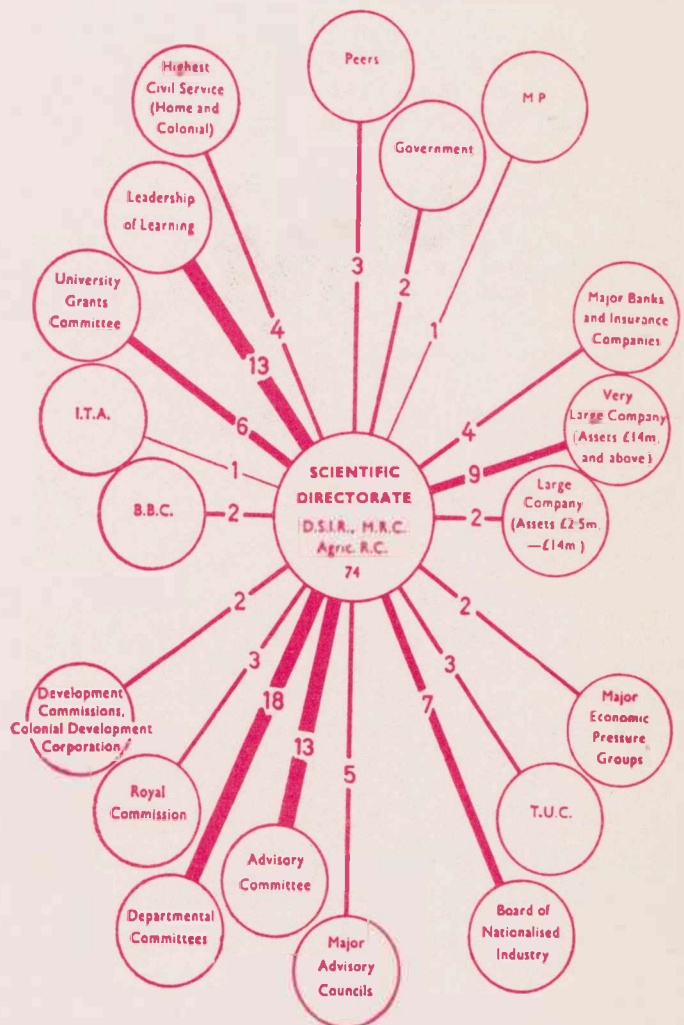 Highest
Civil Service
(Home and
Colonial)
Peers
M P
Government
Leadership
of Learning
University
Grants
Committee
I.T.A.
B.B.C.
Major Banks
and Insurance
Companies
Very
Large Company
(Assets £14m.
and above)
Large
Company
(Assets £2·5m.
—£14m)
4
13
6
1
2
3
2
1
4
9
2
SCIENTIFIC
DIRECTORATE
D.S.I.R., M.R.C.
Agric. R.C.
74
2
3
18
13
5
7
3
2
Development
Commissions,
Colonial Development
Corporation,
Royal
Commission
Departmental
Committees
Advisory
Committee
Major
Advisory
Councils
Board of
Nationalised
Industry
T.U.C.
Major
Economic
Pressure
Groups